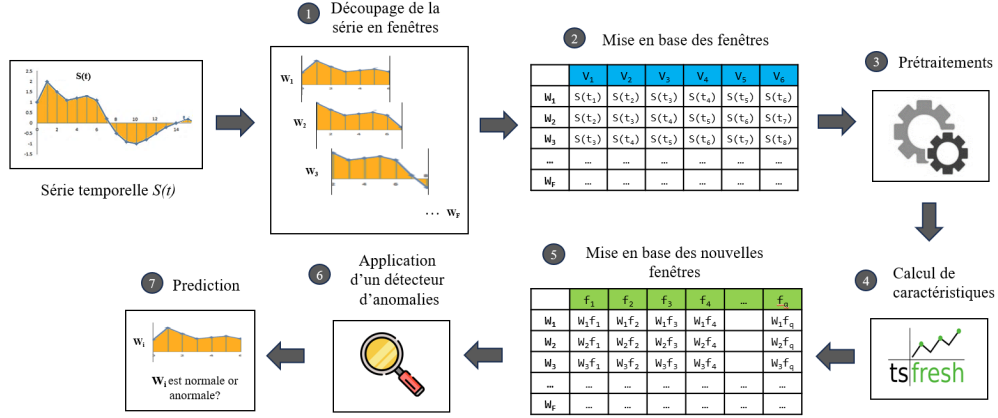 1 Découpage de la
série en fenêtres
S(t)
Série temporelle S(t)
W1
W2
W3
... WF
2 Mise en base des fenêtres
V1 V2 V3 V4 V5 V6
W1 S(t1) S(t2) S(t3) S(t4) S(t5) S(t6)
W2 S(t2) S(t3) S(t4) S(t5) S(t6) S(t7)
W3 S(t3) S(t4) S(t5) S(t6) S(t7) S(t8)
... ... ... ... ... ... ...
WF ... ... ... ... ... ...
3 Prétraitements
4 Calcul de
caractéristiques
tsfresh
5 Mise en base des nouvelles
fenêtres
f1 f2 f3 f4 ... fq
W1 W1f1 W1f2 W1f3 W1f4 W1fq
W2 W2f1 W2f2 W2f3 W2f4 W2fq
W3 W3f1 W3f2 W3f3 W3f4 W3fq
... ... ... ... ... ... ...
WF ... ... ... ... ... ...
6 Application
d'un détecteur
d'anomalies
7 Prediction
Wi
Wi est normale or
anormale?